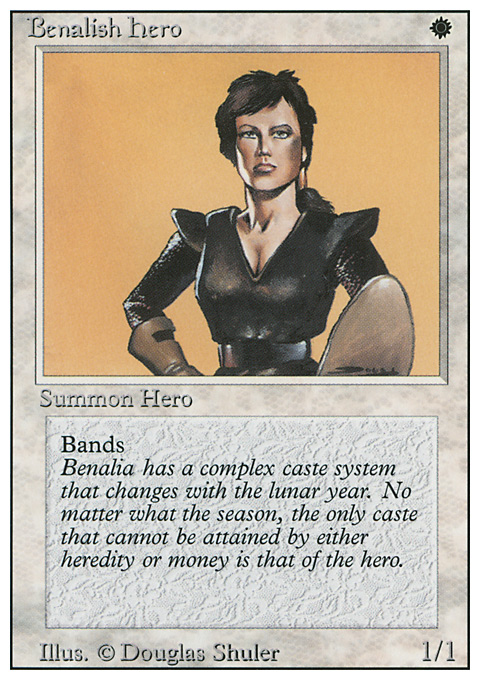 Benalish Hero
Summon Hero
Bands
Benalia has a complex caste system
that changes with the lunar year. No
matter what the season, the only caste
that cannot be attained by either
heredity or money is that of the hero.
Illus. © Douglas Shuler
1/1